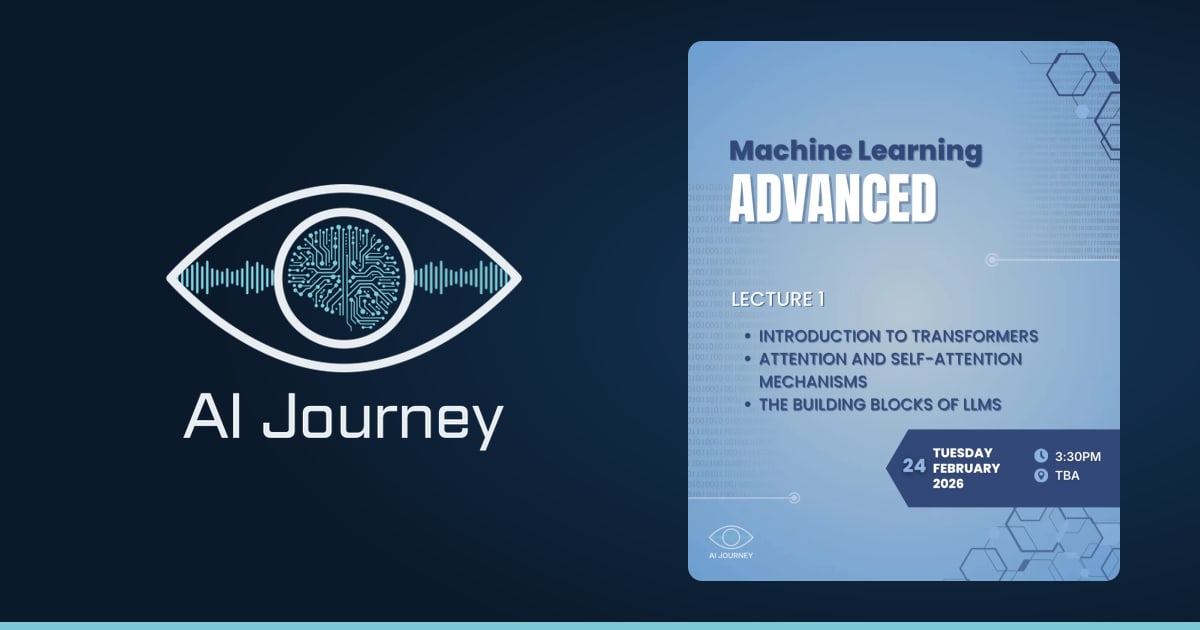 AI Journey
Machine Learning
ADVANCED
LECTURE 1
• INTRODUCTION TO TRANSFORMERS
• ATTENTION AND SELF-ATTENTION
MECHANISMS
• THE BUILDING BLOCKS OF LLMS
24
TUESDAY
FEBRUARY
2026
3:30PM
TBA
AI JOURNEY